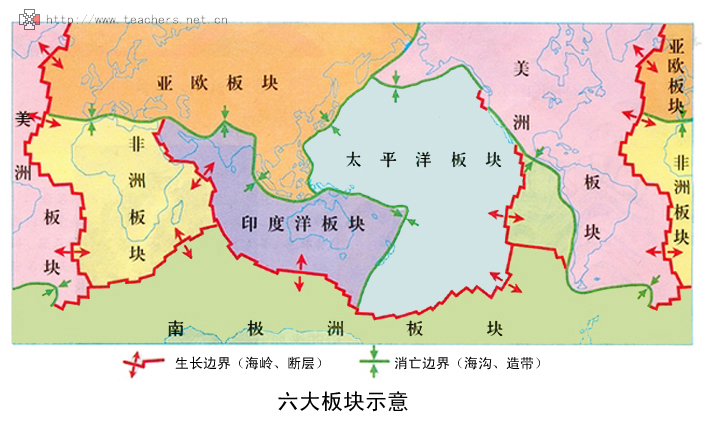 http://www.teachers.net.cn
亚欧板块
美洲板块
亚欧板块
美洲板块
非洲板块
太平洋板块
非洲板块
板块
印度洋板块
南极洲板块
生长边界（海岭、断层）
消亡边界（海沟、造带）
六大板块示意